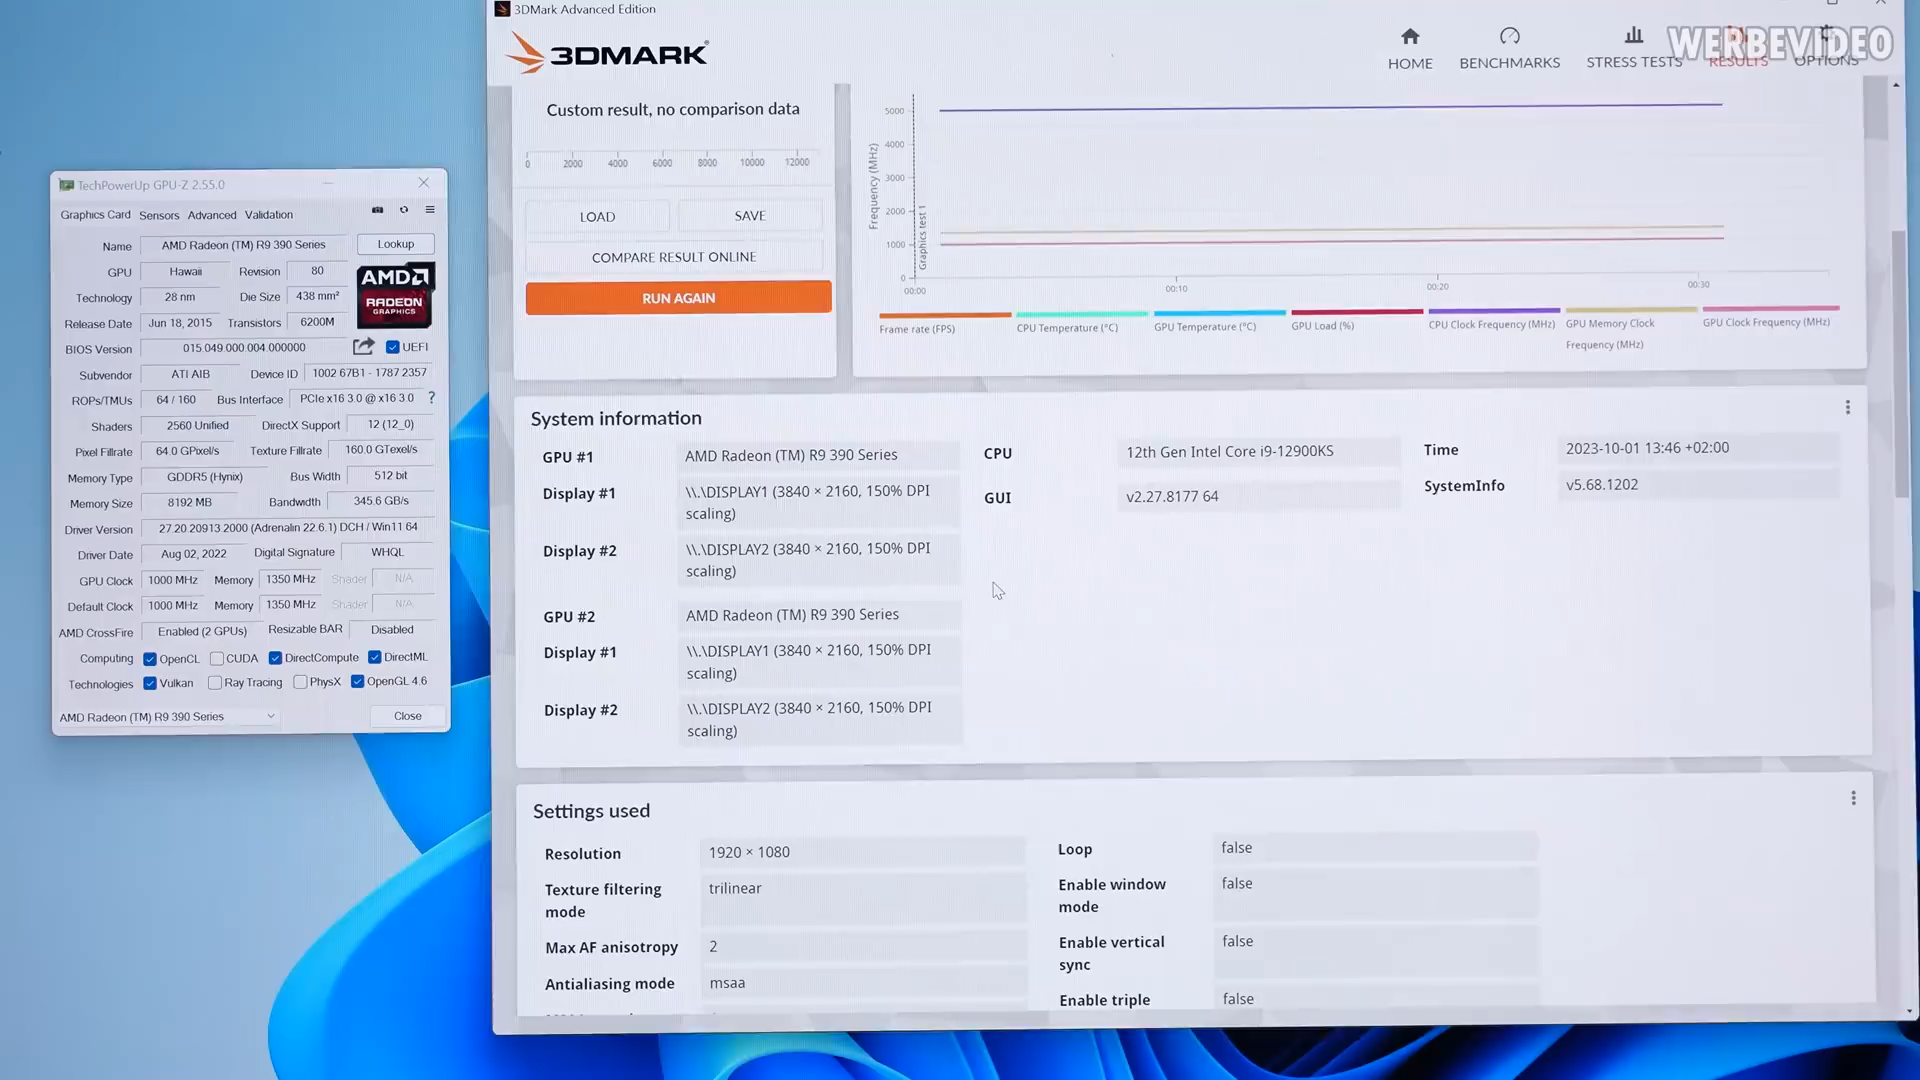 3DMark Advanced Edition
3DMARK
HOME
BENCHMARKS
STRESS TESTS
RESULTS
OPTIONS
WERBEVIDEO
TechPowerUp GPU-Z 2.55.0
Graphics Card Sensors Advanced Validation
Name AMD Radeon (TM) R9 390 Series Lookup
GPU Hawaii Revision 80
AMD
RADEON
GRAPHICS
Technology 28 nm Die Size 438 mm²
Release Date Jun 18, 2015 Transistors 6200M
BIOS Version 015.049.000.004.000000 UEFI
Subvendor ATI AIB Device ID 1002 67B1 - 1787 2357
ROPs/TMUs 64 / 160 Bus Interface PCIe x16 3.0 @ x16 3.0 ?
Shaders 2560 Unified DirectX Support 12 (12_0)
Pixel Fillrate 64.0 GPixel/s Texture Fillrate 160.0 GTexel/s
Memory Type GDDR5 (Hynix) Bus Width 512 bit
Memory Size 8192 MB Bandwidth 345.6 GB/s
Driver Version 27.20.20913.2000 (Adrenalin 22.6.1) DCH / Win11 64
Driver Date Aug 02, 2022 Digital Signature WHQL
GPU Clock 1000 MHz Memory 1350 MHz Shader N/A
Default Clock 1000 MHz Memory 1350 MHz Shader N/A
AMD CrossFire Enabled (2 GPUs) Resizable BAR Disabled
Computing OpenCL CUDA DirectCompute DirectML
Technologies Vulkan Ray Tracing PhysX OpenGL 4.6
AMD Radeon (TM) R9 390 Series Close
Custom result, no comparison data
0 2000 4000 6000 8000 10000 12000
LOAD
SAVE
COMPARE RESULT ONLINE
RUN AGAIN
Frequency (MHz)
5000
4000
3000
2000
1000
0
Graphics test 1
00:00 00:10 00:20 00:30
Frame rate (FPS)
CPU Temperature (°C)
GPU Temperature (°C)
GPU Load (%)
CPU Clock Frequency (MHz)
GPU Memory Clock
Frequency (MHz)
GPU Clock Frequency (MHz)
System information
GPU #1 AMD Radeon (TM) R9 390 Series
Display #1 \\.\DISPLAY1 (3840 × 2160, 150% DPI
scaling)
Display #2 \\.\DISPLAY2 (3840 × 2160, 150% DPI
scaling)
GPU #2 AMD Radeon (TM) R9 390 Series
Display #1 \\.\DISPLAY1 (3840 × 2160, 150% DPI
scaling)
Display #2 \\.\DISPLAY2 (3840 × 2160, 150% DPI
scaling)
CPU 12th Gen Intel Core i9-12900KS
GUI v2.27.8177 64
Time 2023-10-01 13:46 +02:00
SystemInfo v5.68.1202
Settings used
Resolution 1920 × 1080
Texture filtering
mode
trilinear
Max AF anisotropy 2
Antialiasing mode msaa
Loop false
Enable window
mode
false
Enable vertical
sync
false
Enable triple false